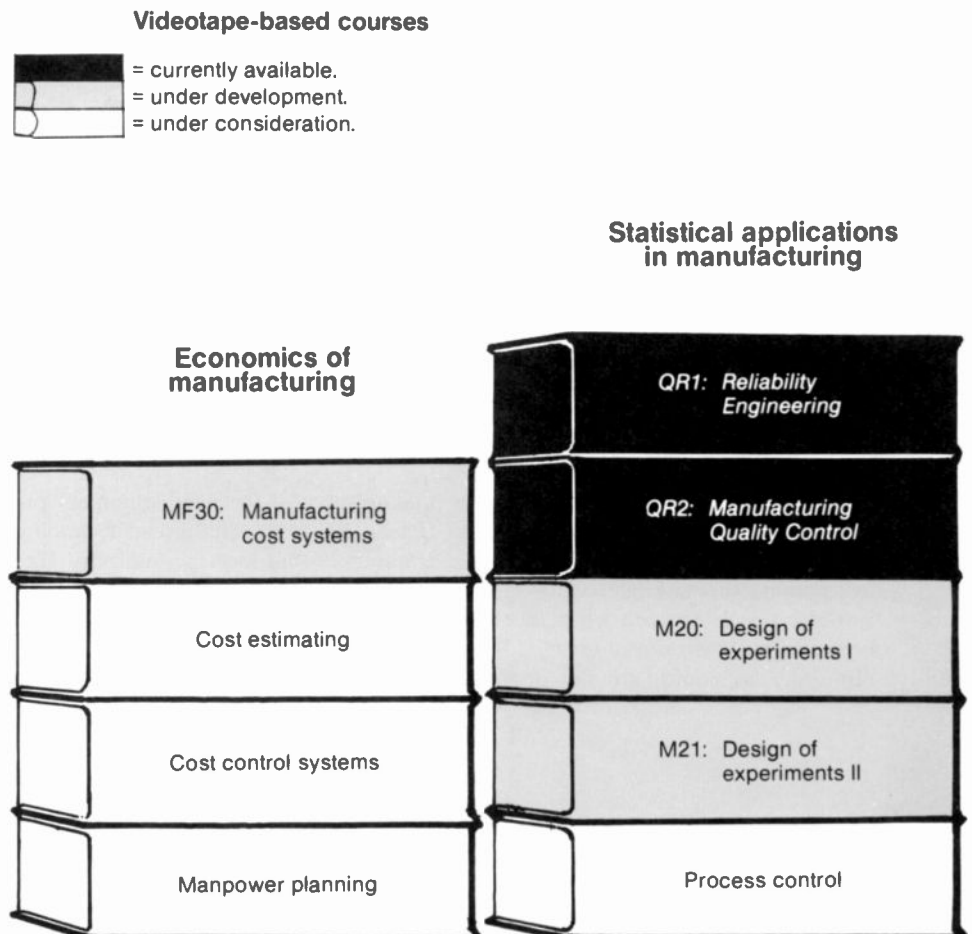 Videotape-based courses
= currently available.
= under development.
= under consideration.
Statistical applications
in manufacturing
Economics of
manufacturing
QR1: Reliability
Engineering
QR2: Manufacturing
Quality Control
M20: Design of
experiments I
M21: Design of
experiments II
Process control
MF30: Manufacturing
cost systems
Cost estimating
Cost control systems
Manpower planning